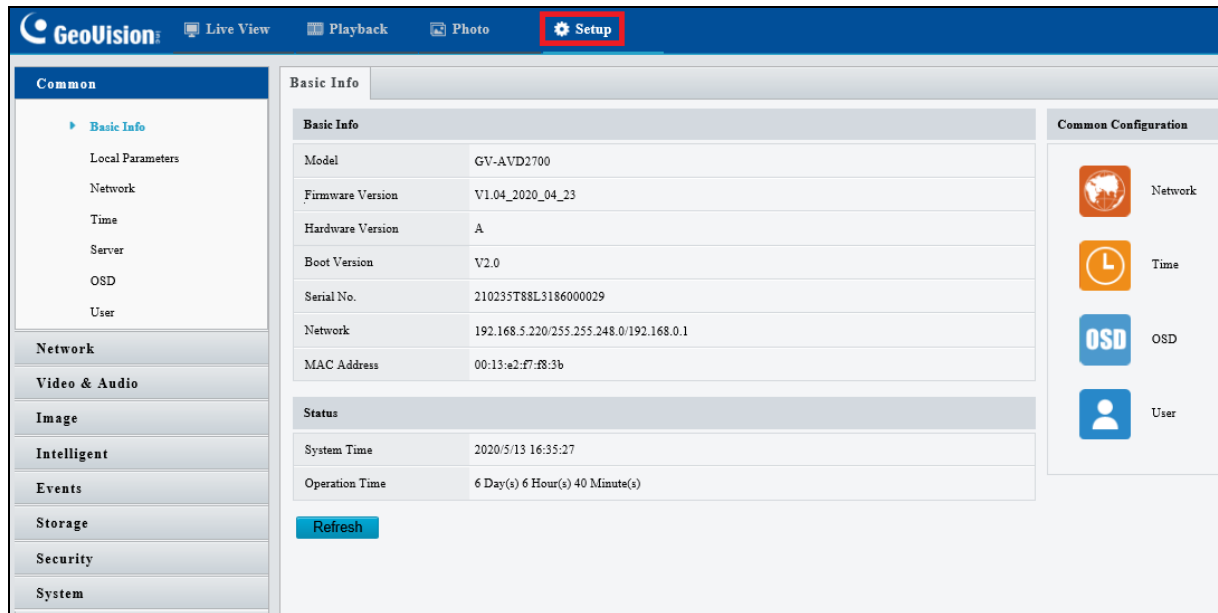 GeoVision
Live View
Playback
Photo
Setup
Common
Basic Info
Local Parameters
Network
Time
Server
OSD
User
Network
Video & Audio
Image
Intelligent
Events
Storage
Security
System
Basic Info
Basic Info
Model GV-AVD2700
Firmware Version V1.04_2020_04_23
Hardware Version A
Boot Version V2.0
Serial No. 210235T88L3186000029
Network 192.168.5.220/255.255.248.0/192.168.0.1
MAC Address 00:13:e2:f7:f8:3b
Status
System Time 2020/5/13 16:35:27
Operation Time 6 Day(s) 6 Hour(s) 40 Minute(s)
Refresh
Common Configuration
Network
Time
OSD OSD
User